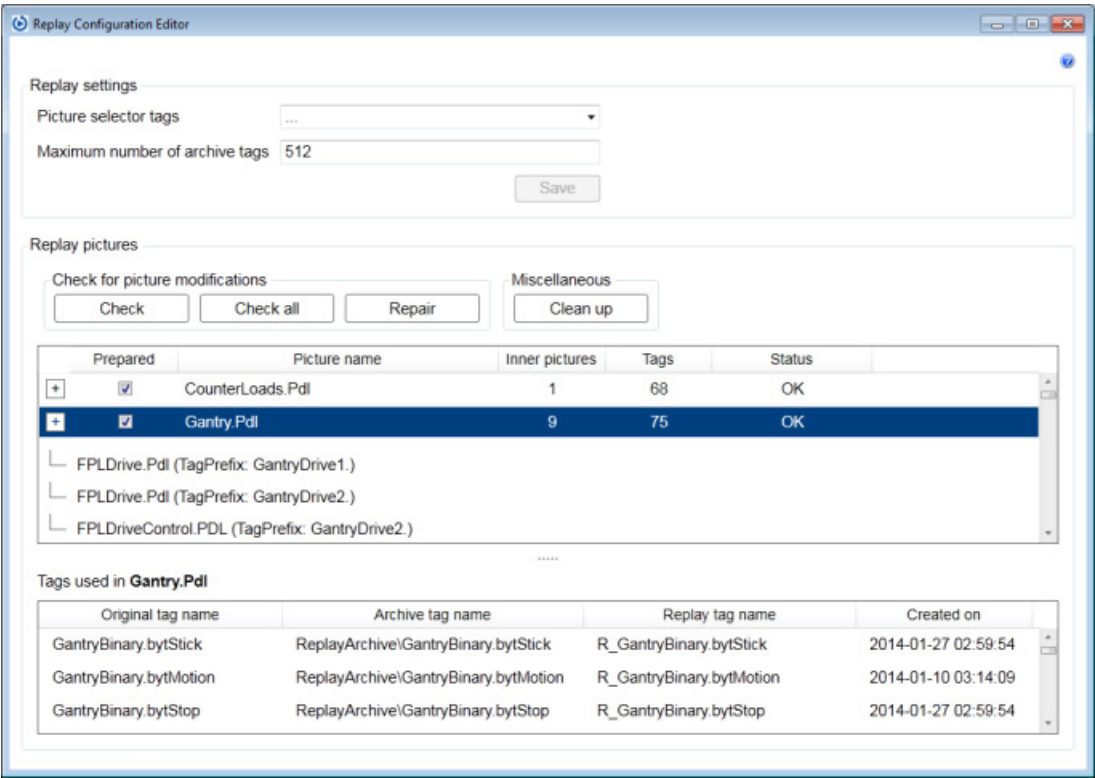 Replay Configuration Editor
Replay settings
Picture selector tags ...
Maximum number of archive tags 512
Save
Replay pictures
Check for picture modifications Miscellaneous
Check Check all Repair Clean up
Prepared Picture name Inner pictures Tags Status
CounterLoads.Pdl 1 68 OK
Gantry.Pdl 9 75 OK
FPLDrive.Pdl (TagPrefix: GantryDrive1.)
FPLDrive.Pdl (TagPrefix: GantryDrive2.)
FPLDriveControl.PDL (TagPrefix: GantryDrive2.)
Tags used in Gantry.Pdl
Original tag name Archive tag name Replay tag name Created on
GantryBinary.bytStick ReplayArchive\GantryBinary.bytStick R_GantryBinary.bytStick 2014-01-27 02:59:54
GantryBinary.bytMotion ReplayArchive\GantryBinary.bytMotion R_GantryBinary.bytMotion 2014-01-10 03:14:09
GantryBinary.bytStop ReplayArchive\GantryBinary.bytStop R_GantryBinary.bytStop 2014-01-27 02:59:54